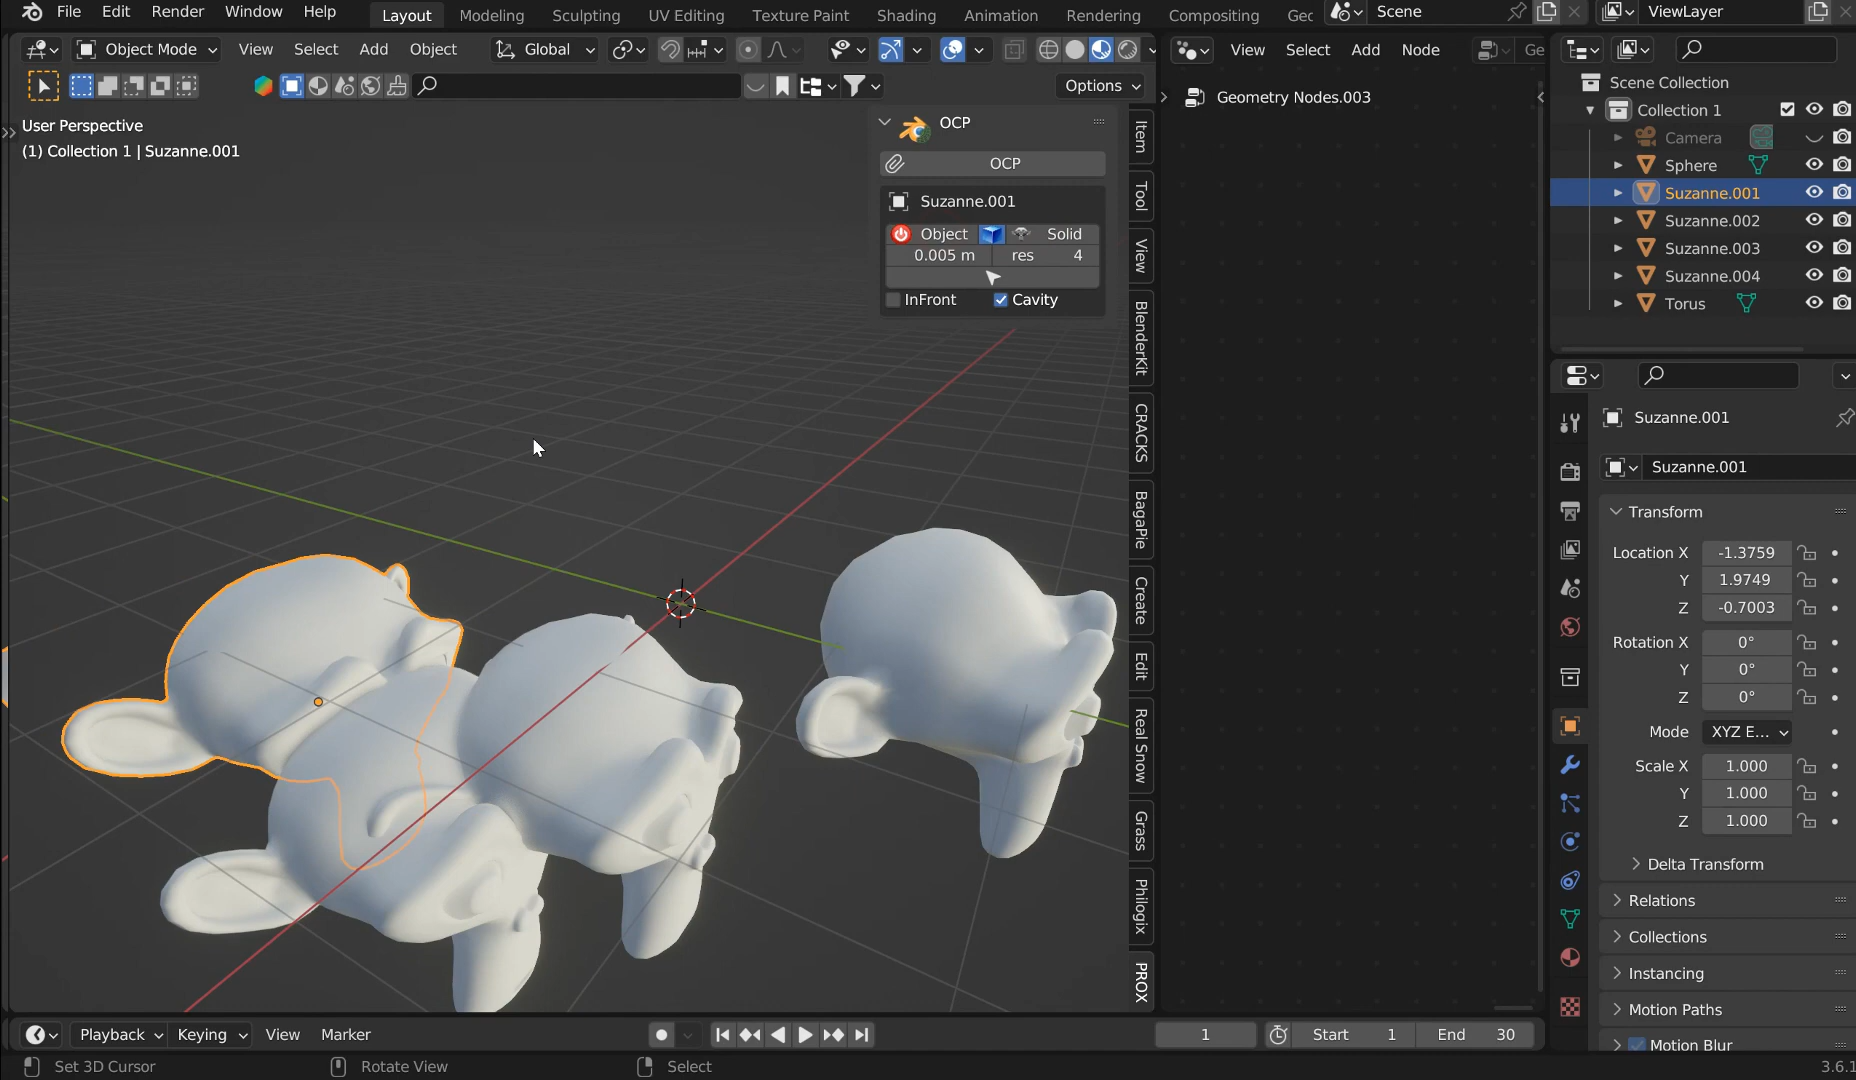 File Edit Render Window Help Layout Modeling Sculpting UV Editing Texture Paint Shading Animation Rendering Compositing Geo Scene ViewLayer
Object Mode View Select Add Object Global View Select Add Node Ge
Options
User Perspective
(1) Collection 1 | Suzanne.001
OCP
OCP
Suzanne.001
Object Solid
0.005 m res 4
InFront Cavity
Item
Tool
View
BlenderKit
CRACKS
BagaPie
Create
Edit
Real Snow
Grass
Philogix
PROX
Geometry Nodes.003
Scene Collection
Collection 1
Camera
Sphere
Suzanne.001
Suzanne.002
Suzanne.003
Suzanne.004
Torus
Suzanne.001
Suzanne.001
Transform
Location X -1.3759
Y 1.9749
Z -0.7003
Rotation X 0°
Y 0°
Z 0°
Mode XYZ E...
Scale X 1.000
Y 1.000
Z 1.000
Delta Transform
Relations
Collections
Instancing
Motion Paths
Motion Blur
Playback Keying View Marker 1 Start 1 End 30
Set 3D Cursor Rotate View Select 3.6.1